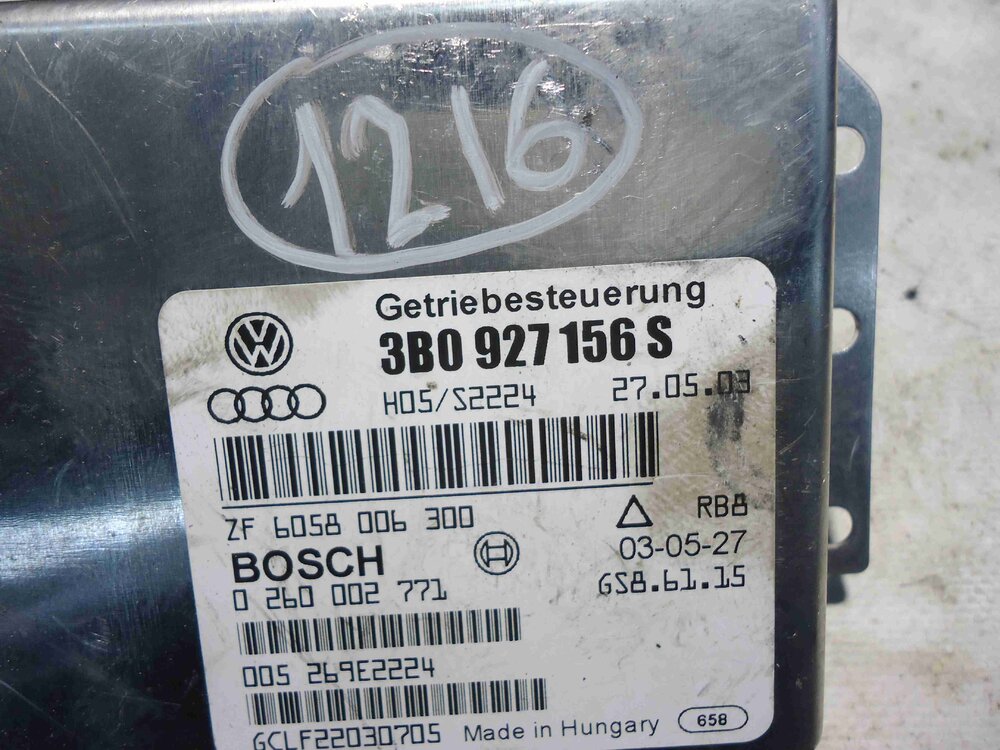 1216
Getriebesteuerung
3B0 927 156 S
H05/S2224 27.05.03
ZF 6058 006 300 RB8
BOSCH 03-05-27
0 260 002 771 GS8.61.15
005 269E2224
GCLF22030705 Made in Hungary 658